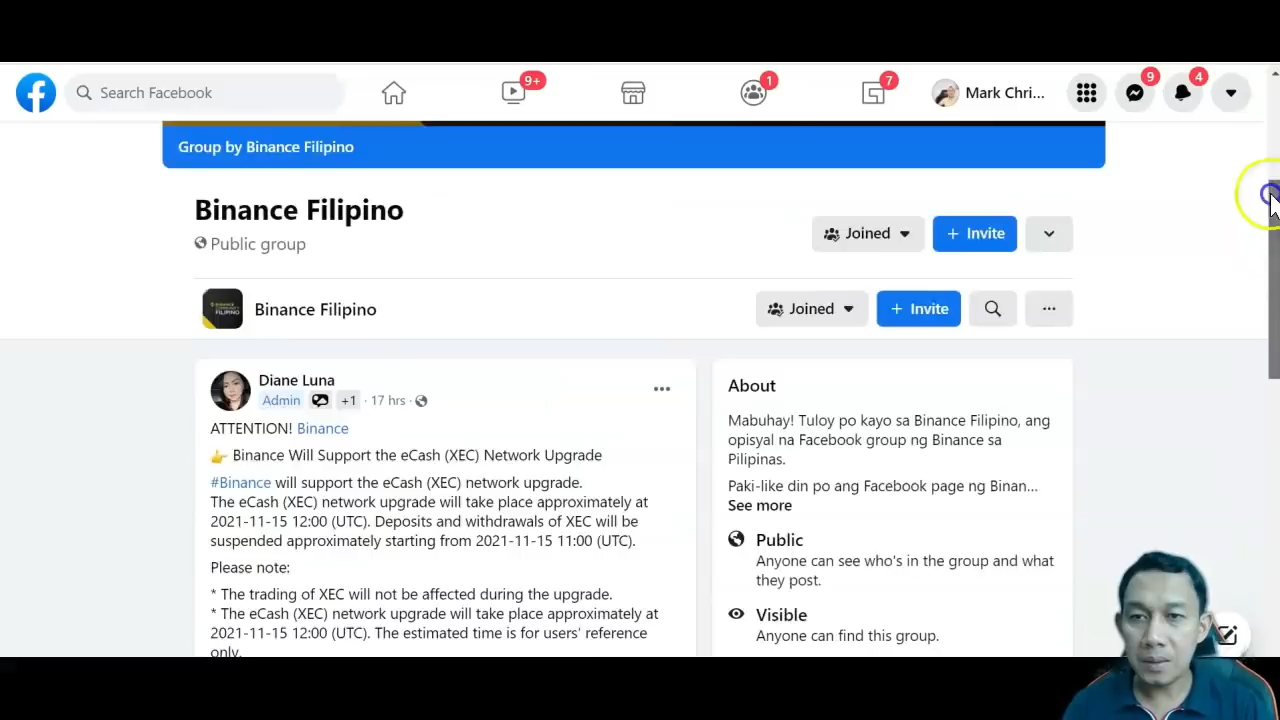 Search Facebook
9+
1
7
Mark Chri...
9
4
Group by Binance Filipino
Binance Filipino
Public group
Joined
+ Invite
Binance Filipino
Joined
+ Invite
Diane Luna
Admin +1 · 17 hrs ·
ATTENTION! Binance
👉 Binance Will Support the eCash (XEC) Network Upgrade
#Binance will support the eCash (XEC) network upgrade.
The eCash (XEC) network upgrade will take place approximately at
2021-11-15 12:00 (UTC). Deposits and withdrawals of XEC will be
suspended approximately starting from 2021-11-15 11:00 (UTC).
Please note:
* The trading of XEC will not be affected during the upgrade.
* The eCash (XEC) network upgrade will take place approximately at
2021-11-15 12:00 (UTC). The estimated time is for users' reference
only.
About
Mabuhay! Tuloy po kayo sa Binance Filipino, ang
opisyal na Facebook group ng Binance sa
Pilipinas.
Paki-like din po ang Facebook page ng Binan...
See more
Public
Anyone can see who's in the group and what
they post.
Visible
Anyone can find this group.